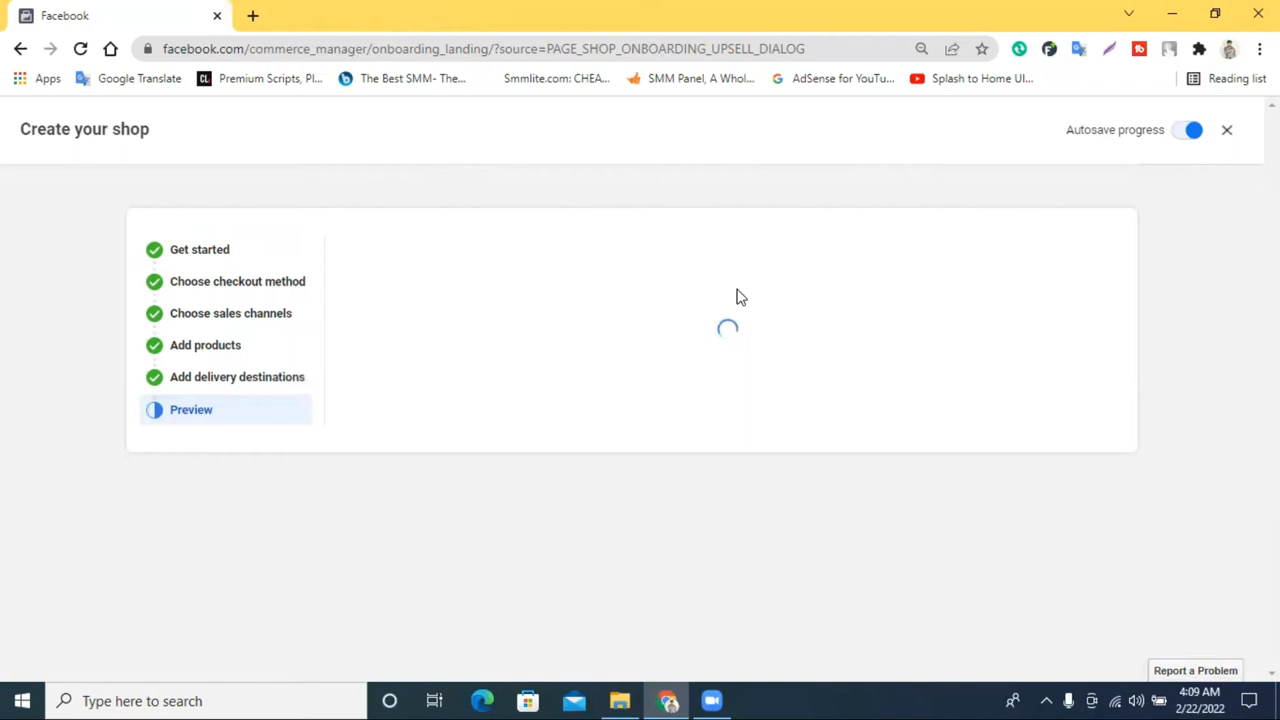 Facebook
facebook.com/commerce_manager/onboarding_landing/?source=PAGE_SHOP_ONBOARDING_UPSELL_DIALOG
Apps Google Translate Premium Scripts, Pl... The Best SMM- The... Smmlite.com: CHEA... SMM Panel, A Whol... AdSense for YouTu... Splash to Home UI... Reading list
Create your shop
Autosave progress
Get started
Choose checkout method
Choose sales channels
Add products
Add delivery destinations
Preview
Report a Problem
Type here to search
4:09 AM
2/22/2022